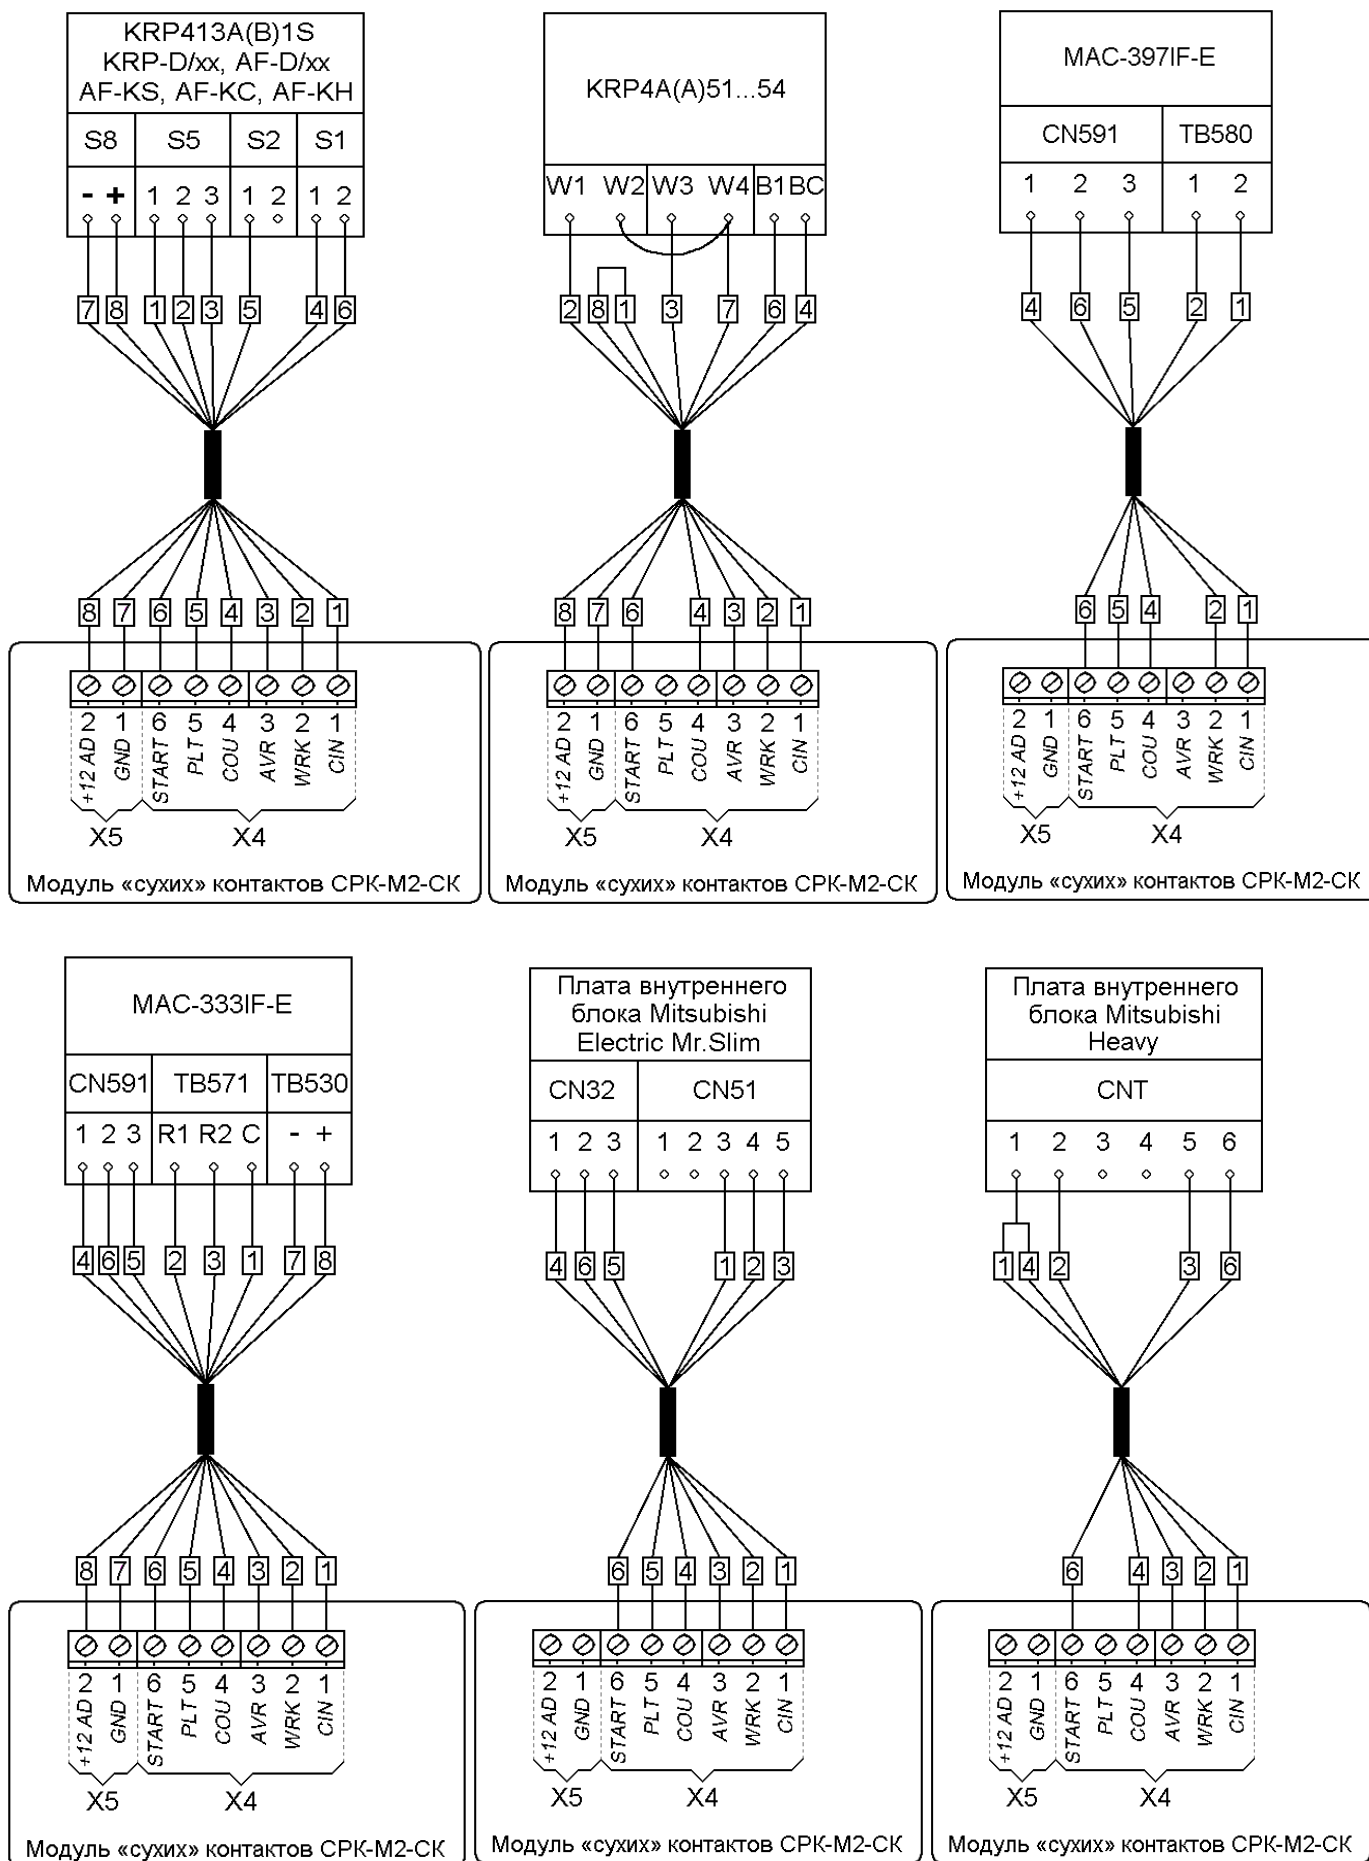 KRP413A(B)1S
KRP-D/xx, AF-D/xx
AF-KS, AF-KC, AF-KH
S8 S5 S2 S1
- + 1 2 3 1 2 1 2
7 8 1 2 3 5 4 6
8 7 6 5 4 3 2 1
2 1 6 5 4 3 2 1
+12 AD GND START PLT COU AVR WRK CIN
X5 X4
Модуль «сухих» контактов СРК-М2-СК
KRP4A(A)51...54
W1 W2 W3 W4 B1 BC
2 8 1 3 7 6 4
8 7 6 4 3 2 1
2 1 6 5 4 3 2 1
+12 AD GND START PLT COU AVR WRK CIN
X5 X4
Модуль «сухих» контактов СРК-М2-СК
MAC-397IF-E
CN591 TB580
1 2 3 1 2
4 6 5 2 1
6 5 4 2 1
2 1 6 5 4 3 2 1
+12 AD GND START PLT COU AVR WRK CIN
X5 X4
Модуль «сухих» контактов СРК-М2-СК
MAC-333IF-E
CN591 TB571 TB530
1 2 3 R1 R2 C - +
4 6 5 2 3 1 7 8
8 7 6 5 4 3 2 1
2 1 6 5 4 3 2 1
+12 AD GND START PLT COU AVR WRK CIN
X5 X4
Модуль «сухих» контактов СРК-М2-СК
Плата внутреннего
блока Mitsubishi
Electric Mr.Slim
CN32 CN51
1 2 3 1 2 3 4 5
4 6 5 1 2 3
6 5 4 3 2 1
2 1 6 5 4 3 2 1
+12 AD GND START PLT COU AVR WRK CIN
X5 X4
Модуль «сухих» контактов СРК-М2-СК
Плата внутреннего
блока Mitsubishi
Heavy
CNT
1 2 3 4 5 6
1 4 2 3 6
6 4 3 2 1
2 1 6 5 4 3 2 1
+12 AD GND START PLT COU AVR WRK CIN
X5 X4
Модуль «сухих» контактов СРК-М2-СК